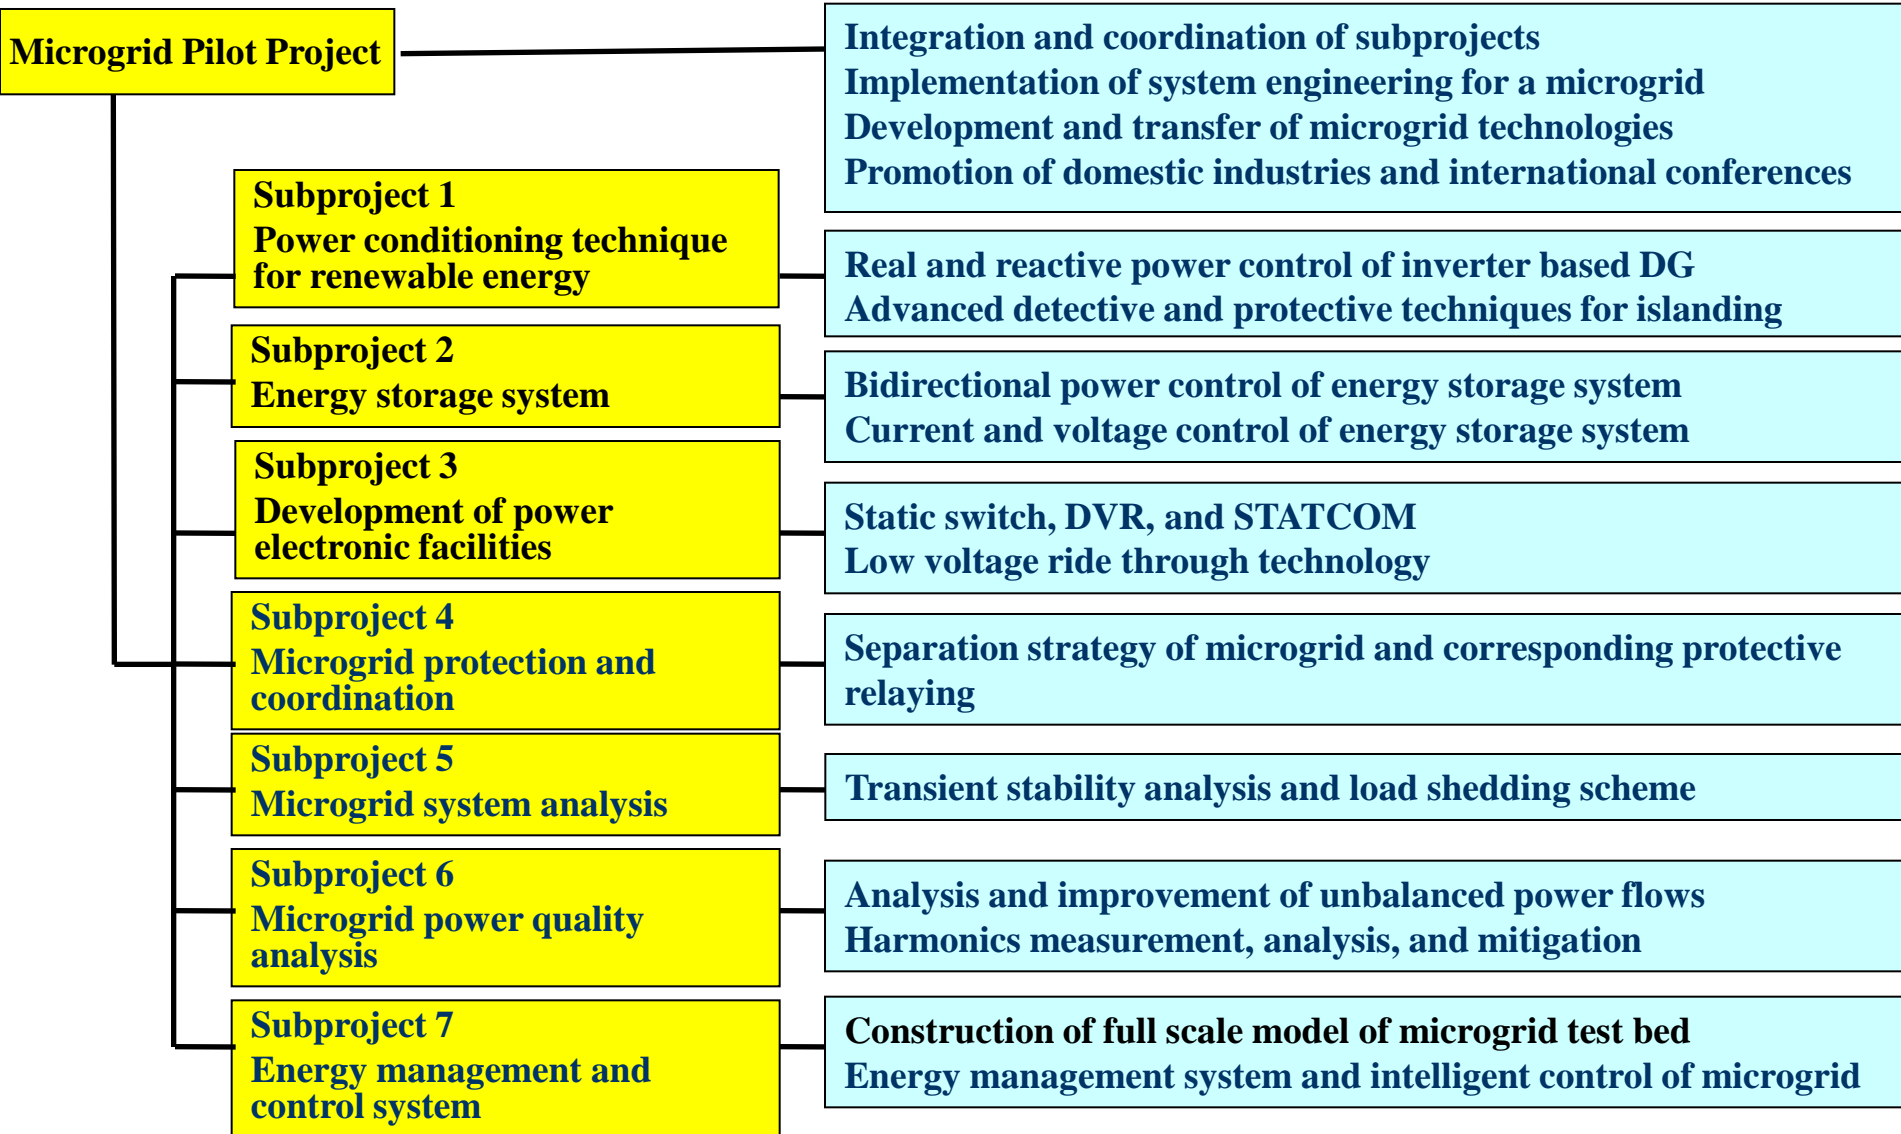 Microgrid Pilot Project
Integration and coordination of subprojects
Implementation of system engineering for a microgrid
Development and transfer of microgrid technologies
Promotion of domestic industries and international conferences
Subproject 1
Power conditioning technique
for renewable energy
Real and reactive power control of inverter based DG
Advanced detective and protective techniques for islanding
Subproject 2
Energy storage system
Bidirectional power control of energy storage system
Current and voltage control of energy storage system
Subproject 3
Development of power
electronic facilities
Static switch, DVR, and STATCOM
Low voltage ride through technology
Subproject 4
Microgrid protection and
coordination
Separation strategy of microgrid and corresponding protective
relaying
Subproject 5
Microgrid system analysis
Transient stability analysis and load shedding scheme
Subproject 6
Microgrid power quality
analysis
Analysis and improvement of unbalanced power flows
Harmonics measurement, analysis, and mitigation
Subproject 7
Energy management and
control system
Construction of full scale model of microgrid test bed
Energy management system and intelligent control of microgrid